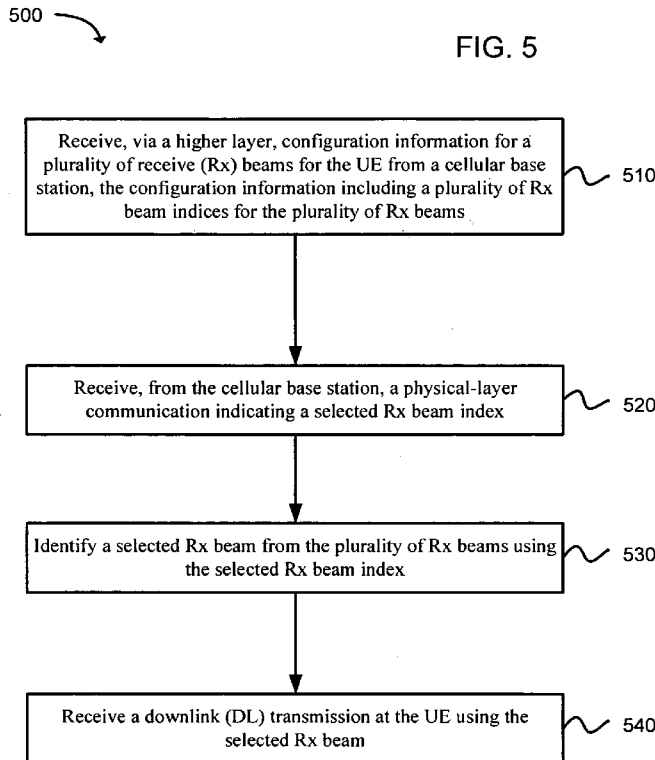 500
FIG. 5
Receive, via a higher layer, configuration information for a
plurality of receive (Rx) beams for the UE from a cellular base
station, the configuration information including a plurality of Rx
beam indices for the plurality of Rx beams
510
Receive, from the cellular base station, a physical-layer
communication indicating a selected Rx beam index
520
Identify a selected Rx beam from the plurality of Rx beams using
the selected Rx beam index
530
Receive a downlink (DL) transmission at the UE using the
selected Rx beam
540